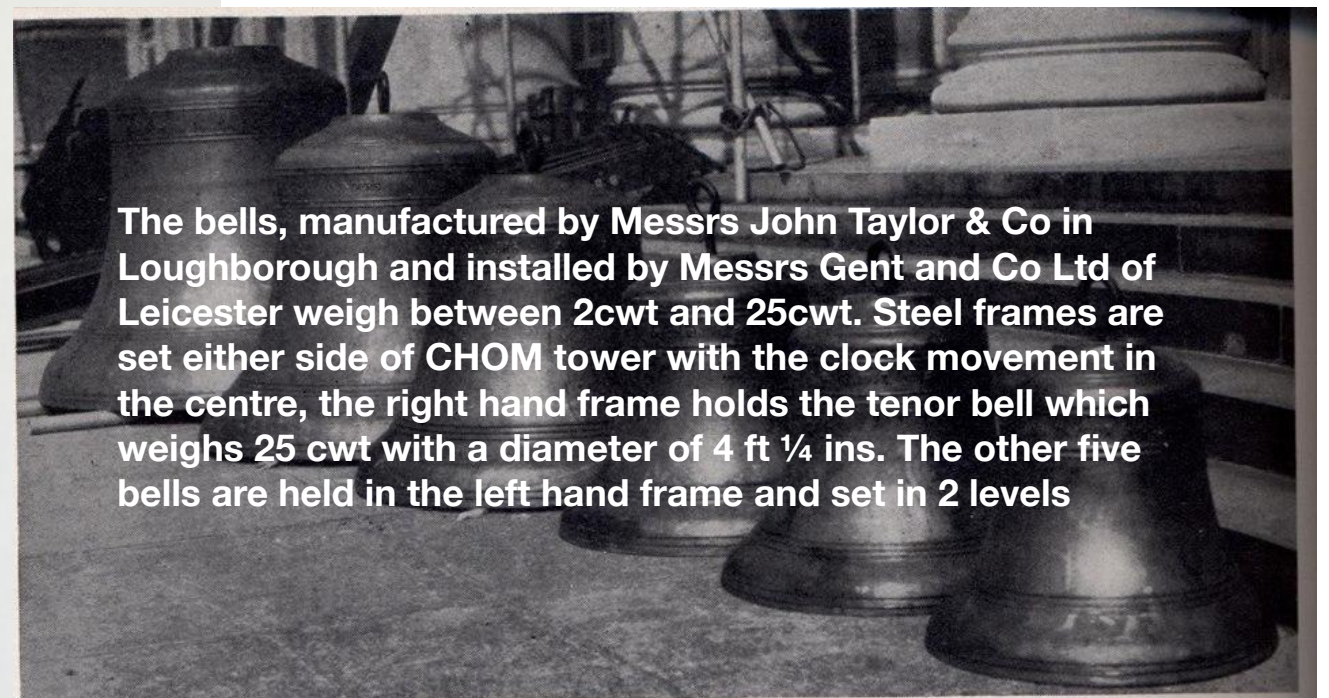 The bells, manufactured by Messrs John Taylor & Co in
Loughborough and installed by Messrs Gent and Co Ltd of
Leicester weigh between 2cwt and 25cwt. Steel frames are
set either side of CHOM tower with the clock movement in
the centre, the right hand frame holds the tenor bell which
weighs 25 cwt with a diameter of 4 ft ¼ ins. The other five
bells are held in the left hand frame and set in 2 levels